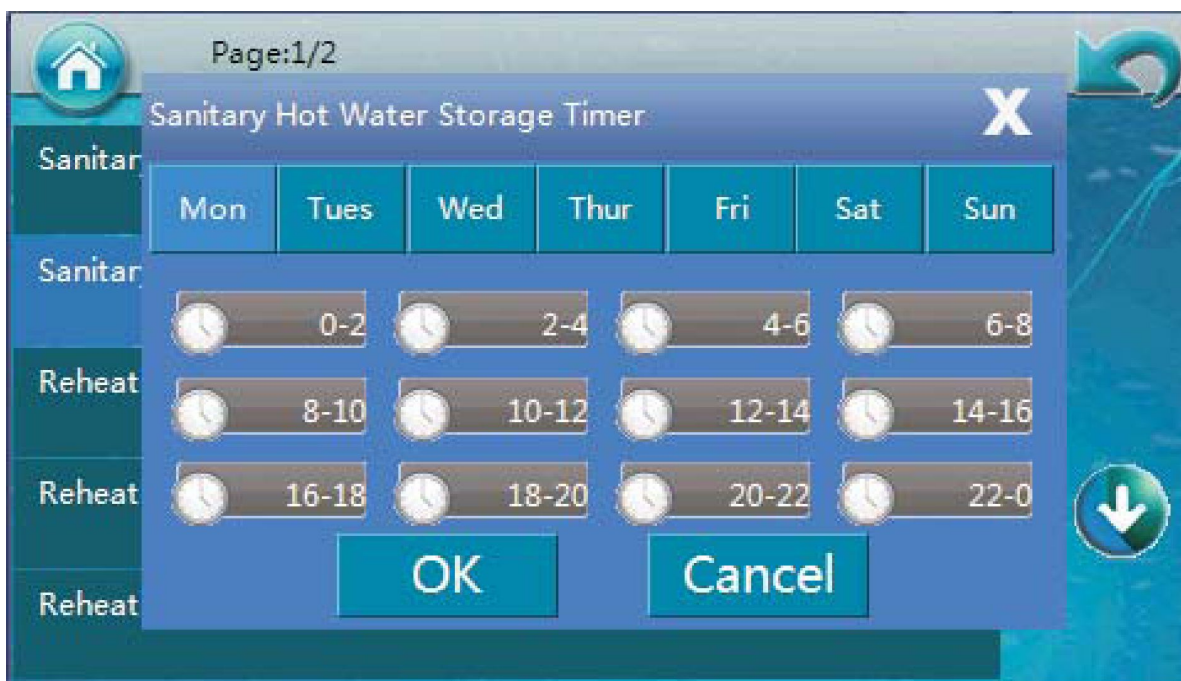 Page:1/2
Sanitary Hot Water Storage Timer X
Sanitar
Mon Tues Wed Thur Fri Sat Sun
Sanitar
0-2 2-4 4-6 6-8
Reheat
8-10 10-12 12-14 14-16
Reheat
16-18 18-20 20-22 22-0
OK Cancel
Reheat